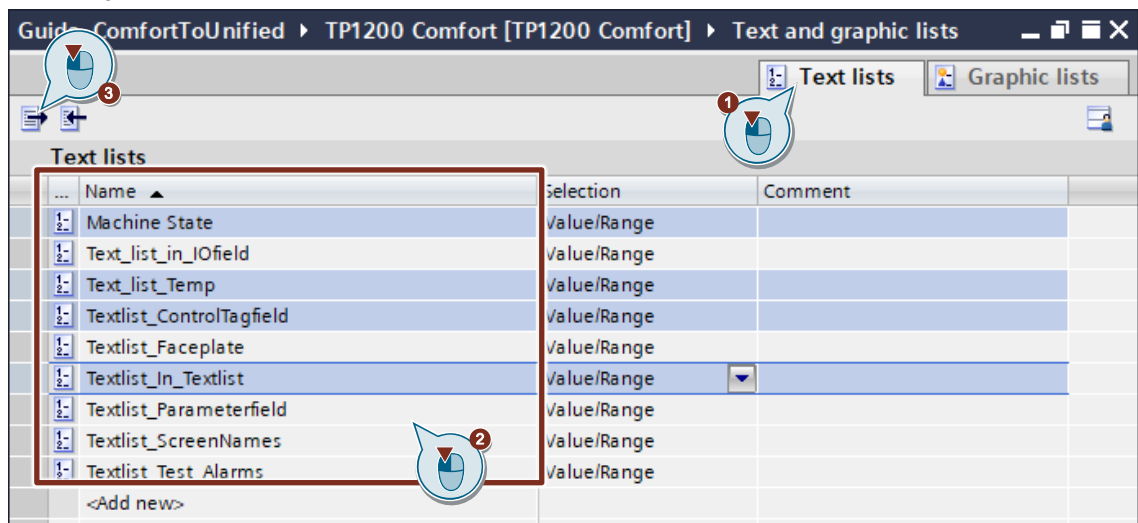 Guide_ComfortToUnified ▸ TP1200 Comfort [TP1200 Comfort] ▸ Text and graphic lists
Text lists Graphic lists
1
3
Text lists
... Name Selection Comment
Machine State Value/Range
Text_list_in_IOfield Value/Range
Text_list_Temp Value/Range
Textlist_ControlTagfield Value/Range
Textlist_Faceplate Value/Range
Textlist_In_Textlist Value/Range
Textlist_Parameterfield Value/Range
Textlist_ScreenNames Value/Range
2
Textlist_Test_Alarms Value/Range
<Add new>